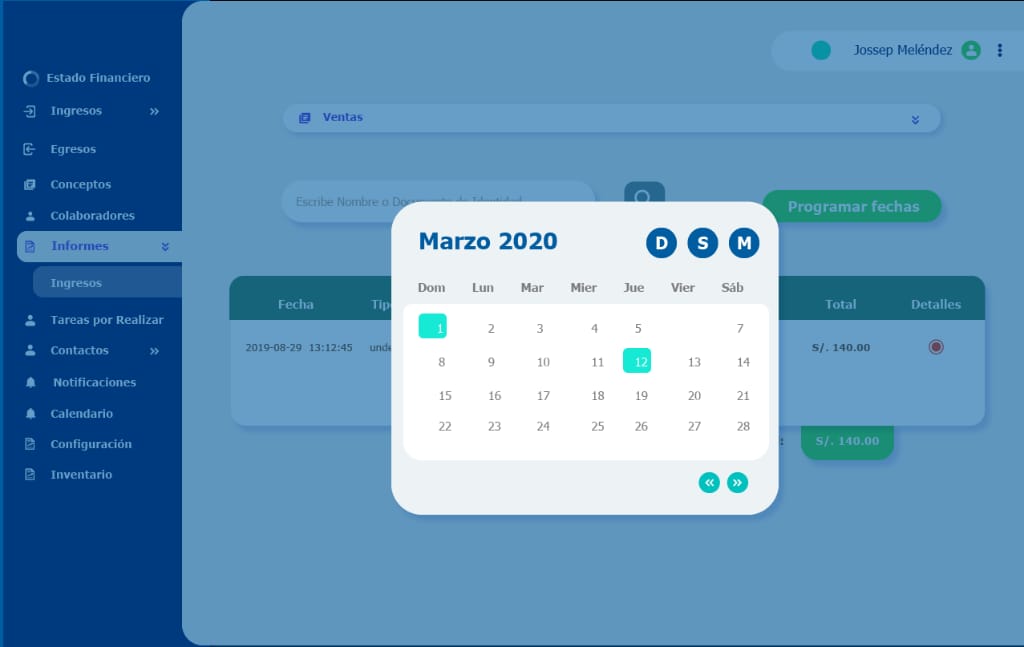 Jossep Meléndez
Estado Financiero
Ingresos
Egresos
Conceptos
Colaboradores
Informes
Ingresos
Tareas por Realizar
Contactos
Notificaciones
Calendario
Configuración
Inventario
Ventas
Escribe Nombre o Documento de Identidad
Programar fechas
Fecha Tipo Total Detalles
2019-08-29 13:12:45 unde S/. 140.00
: S/. 140.00
Marzo 2020 D S M
Dom Lun Mar Mier Jue Vier Sáb
1 2 3 4 5 7
8 9 10 11 12 13 14
15 16 17 18 19 20 21
22 23 24 25 26 27 28